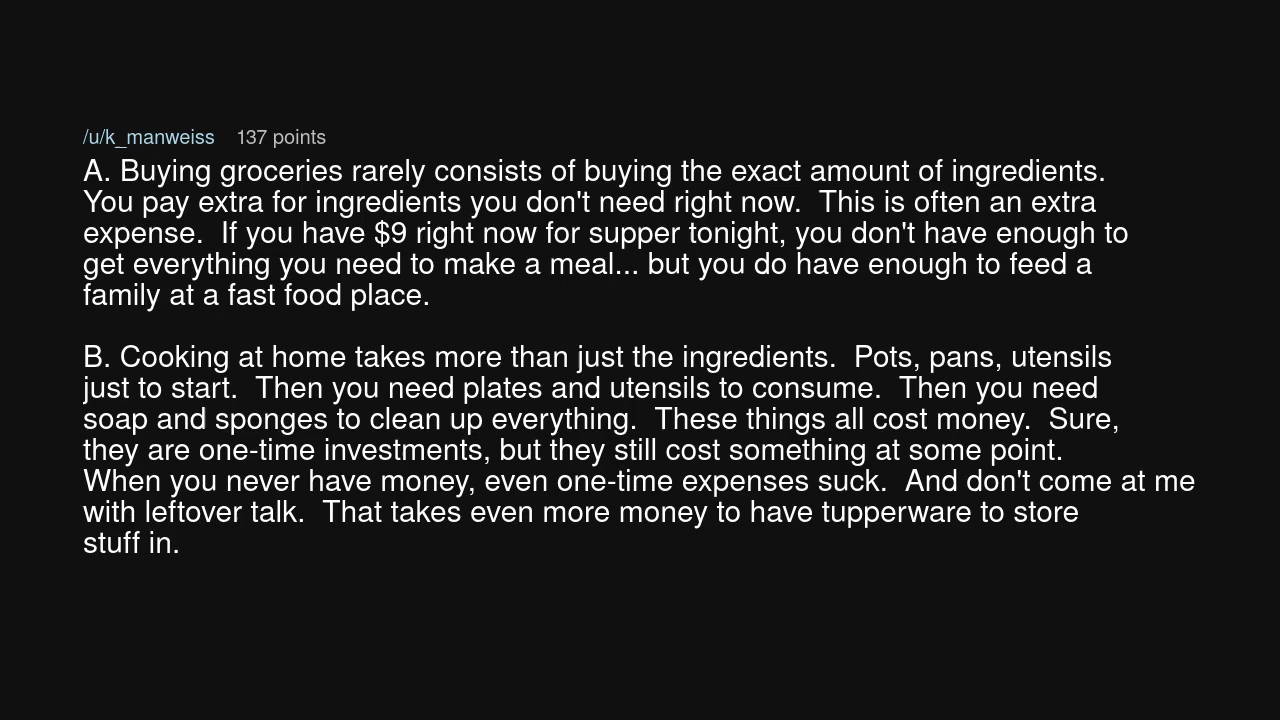 /u/k_manweiss 137 points
A. Buying groceries rarely consists of buying the exact amount of ingredients.
You pay extra for ingredients you don't need right now.  This is often an extra
expense.  If you have $9 right now for supper tonight, you don't have enough to
get everything you need to make a meal... but you do have enough to feed a
family at a fast food place.
B. Cooking at home takes more than just the ingredients.  Pots, pans, utensils
just to start.  Then you need plates and utensils to consume.  Then you need
soap and sponges to clean up everything.  These things all cost money.  Sure,
they are one-time investments, but they still cost something at some point.
When you never have money, even one-time expenses suck.  And don't come at me
with leftover talk.  That takes even more money to have tupperware to store
stuff in.